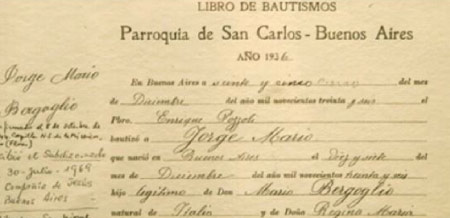 LIBRO DE BAUTISMOS
Parroquia de San Carlos - Buenos Aires
AÑO 1936
Jorge Mario
Bergoglio
30 - julio - 1969
Compañia de Jesús
Buenos Aires
En Buenos Aires a veinte y cinco del mes
de Diciembre del año mil novecientos treinta y seis el
Pbro. Enrique Pozzoli
bautizó a Jorge Mario
que nació en Buenos Aires el diez y siete
de Diciembre del año mil novecientos treinta y seis
hijo legítimo de Don Mario Bergoglio
natural de Italia y de Doña Regina María